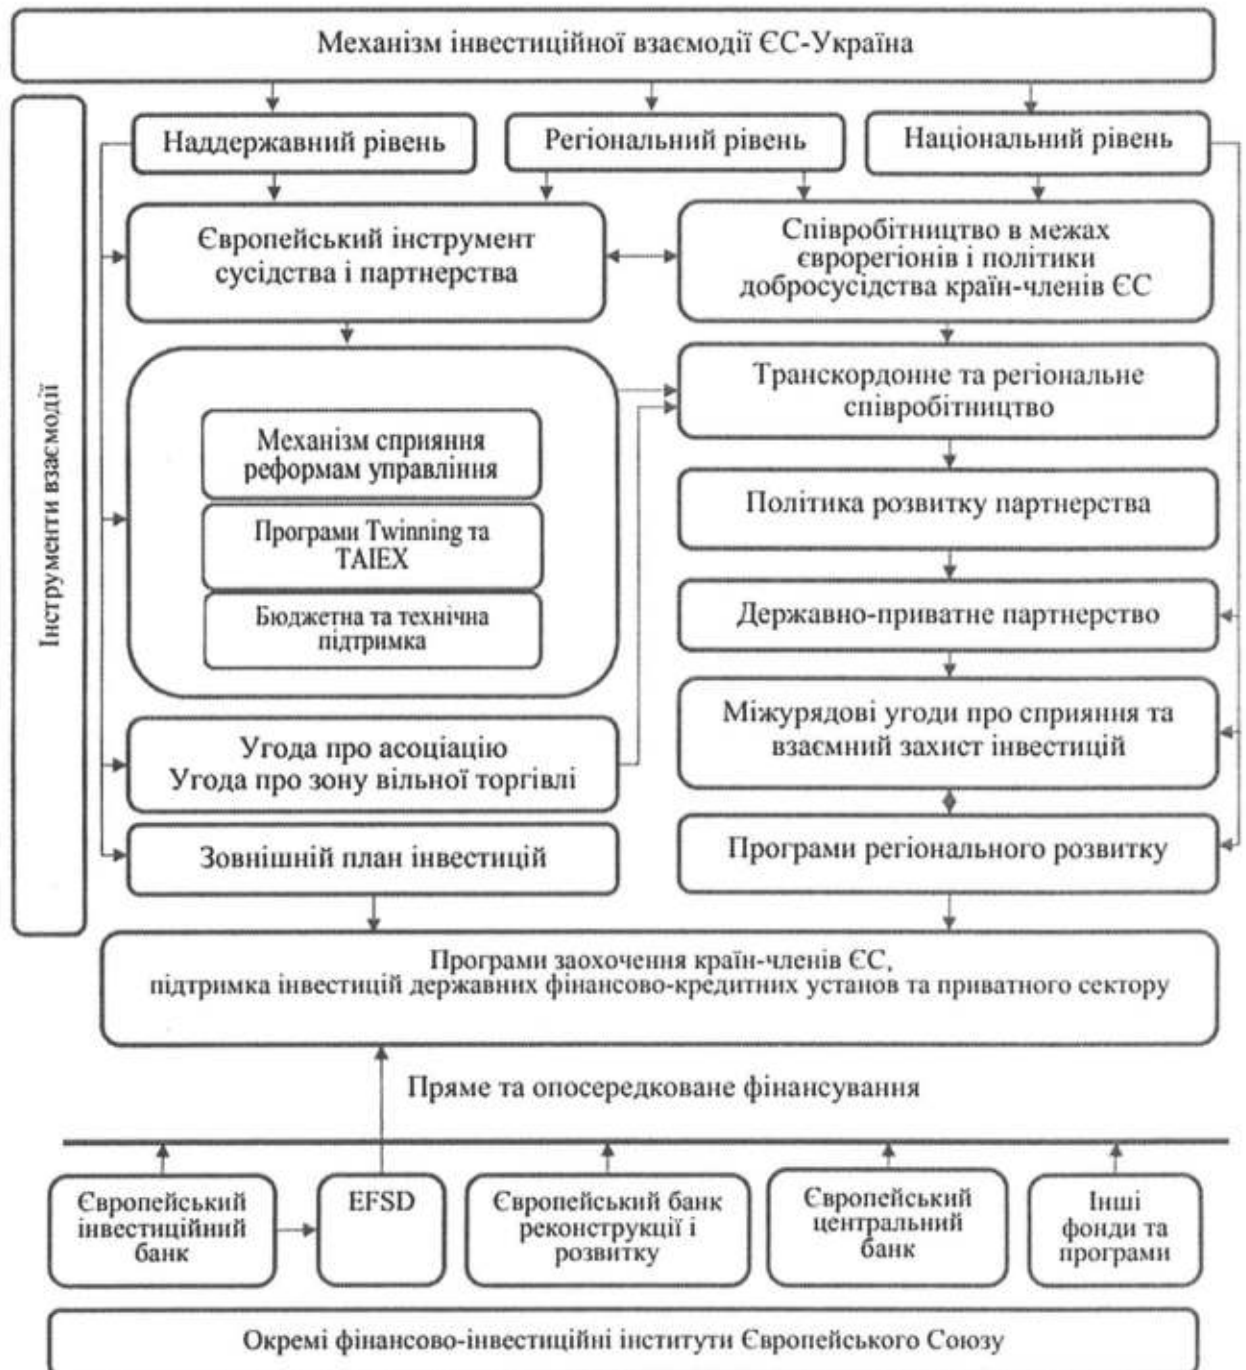 Механізм інвестиційної взаємодії ЄС-Україна
Інструменти взаємодії
Наддержавний рівень
Регіональний рівень
Національний рівень
Європейський інструмент
сусідства і партнерства
Співробітництво в межах
єврорегіонів і політики
добросусідства країн-членів ЄС
Механізм сприяння
реформам управління
Програми Twinning та
TAIEX
Бюджетна та технічна
підтримка
Транскордонне та регіональне
співробітництво
Політика розвитку партнерства
Державно-приватне партнерство
Міжурядові угоди про сприяння та
взаємний захист інвестицій
Угода про асоціацію
Угода про зону вільної торгівлі
Зовнішній план інвестицій
Програми регіонального розвитку
Програми заохочення країн-членів ЄС,
підтримка інвестицій державних фінансово-кредитних установ та приватного сектору
Пряме та опосередковане фінансування
Європейський
інвестиційний
банк
EFSD
Європейський банк
реконструкції і
розвитку
Європейський
центральний
банк
Інші
фонди та
програми
Окремі фінансово-інвестиційні інститути Європейського Союзу